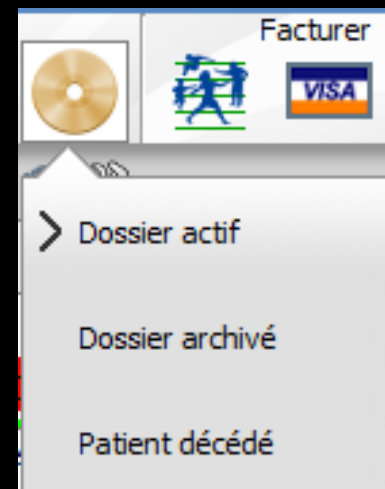 Facturer
VISA
Dossier actif
Dossier archivé
Patient décédé